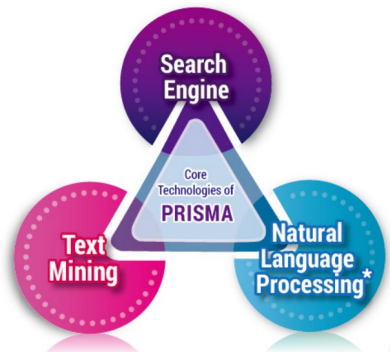 Search
Engine
Core
Technologies of
PRISMA
Text
Mining
Natural
Language
Processing*